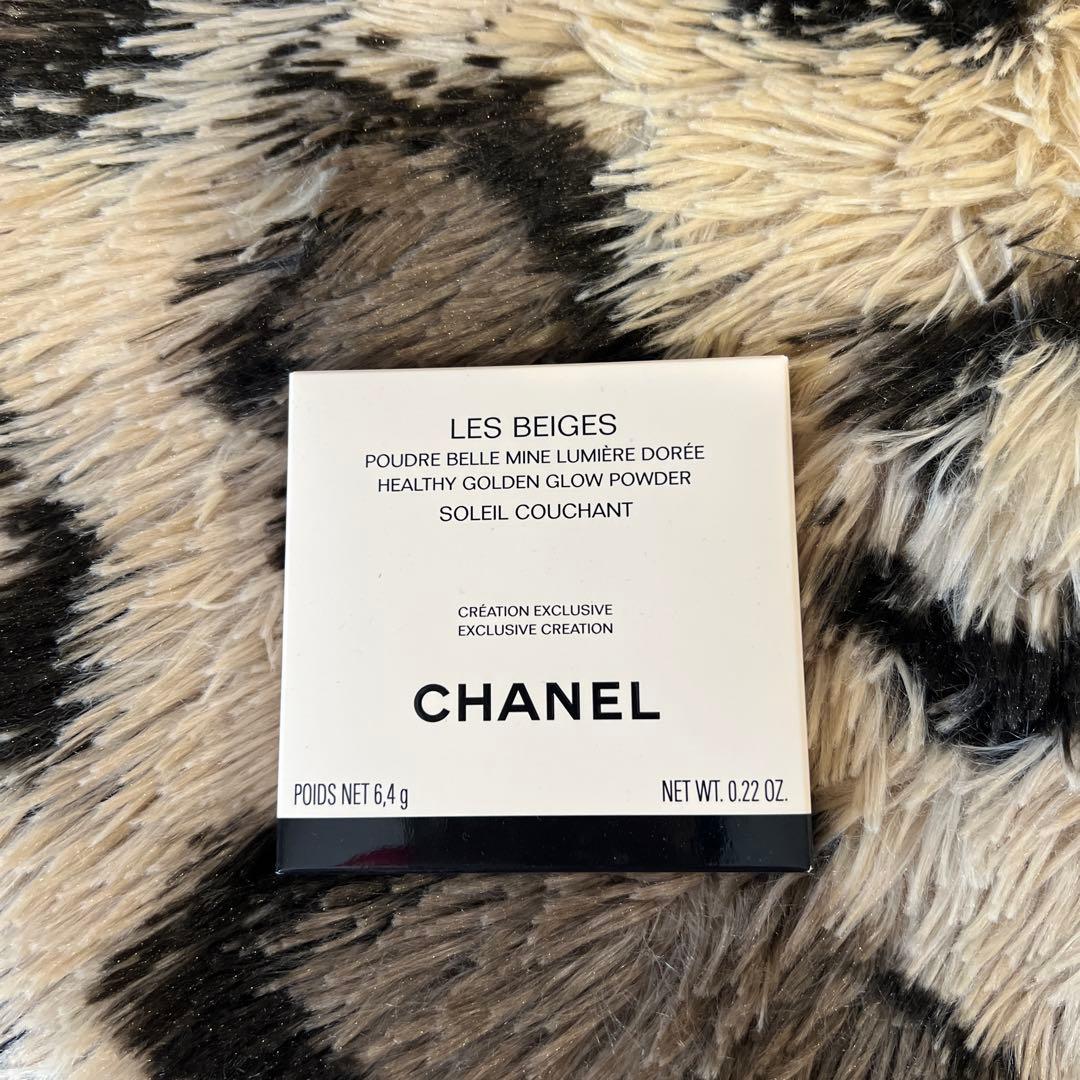 LES BEIGES
POUDRE BELLE MINE LUMIÈRE DORÉE
HEALTHY GOLDEN GLOW POWDER
SOLEIL COUCHANT
CRÉATION EXCLUSIVE
EXCLUSIVE CREATION
CHANEL
POIDS NET 6,4 g
NET WT. 0.22 OZ.